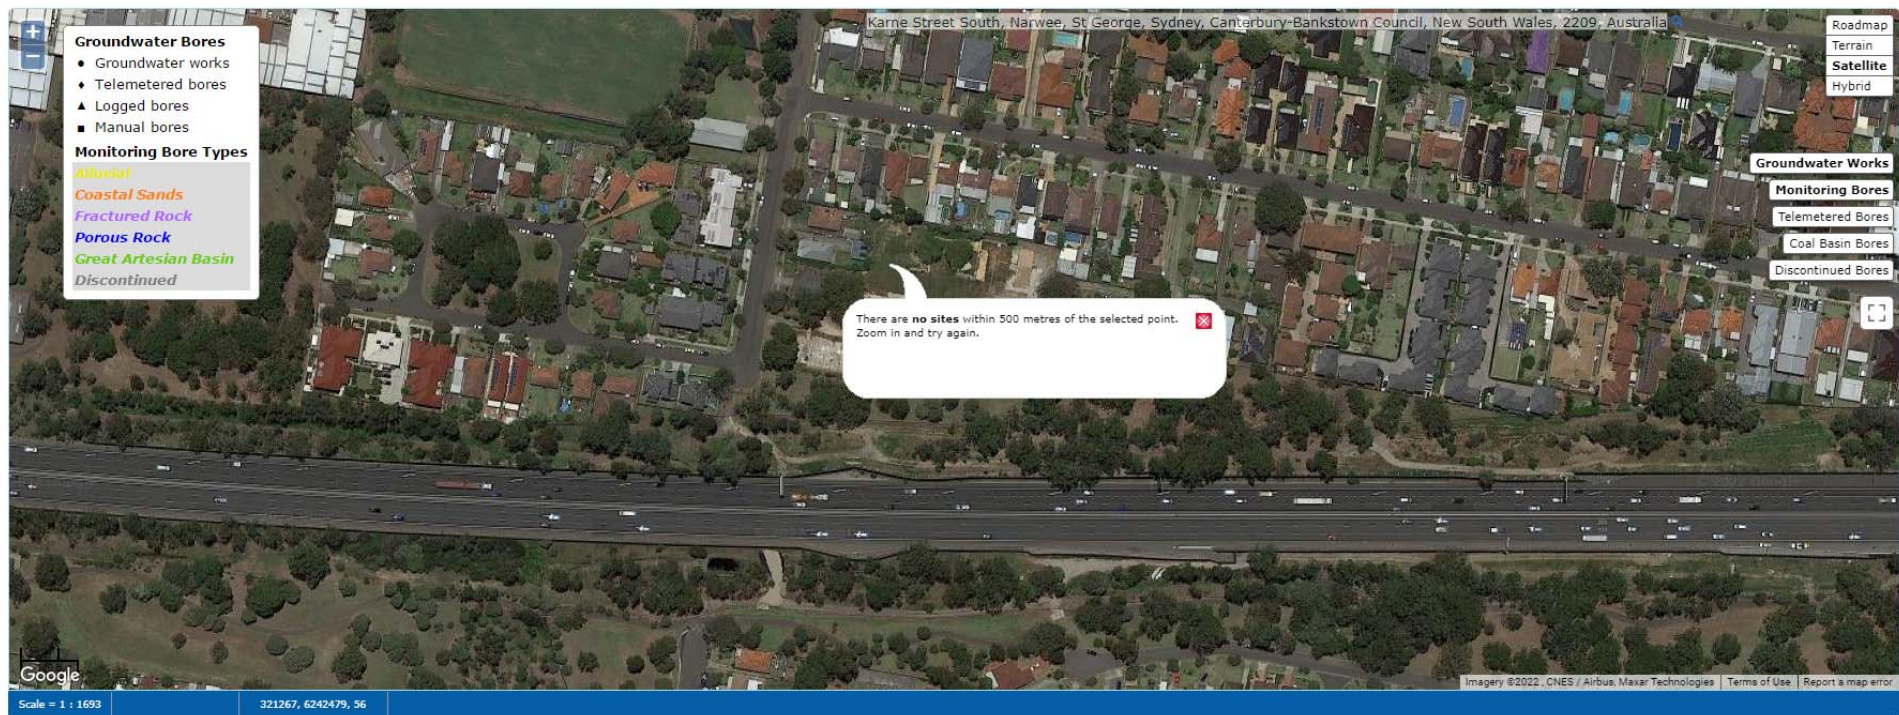 Karne Street South, Narwee, St George, Sydney, Canterbury-Bankstown Council, New South Wales, 2209, Australia
+
−
Groundwater Bores
● Groundwater works
♦ Telemetered bores
▲ Logged bores
■ Manual bores
Monitoring Bore Types
Alluvial
Coastal Sands
Fractured Rock
Porous Rock
Great Artesian Basin
Discontinued
Roadmap
Terrain
Satellite
Hybrid
Groundwater Works
Monitoring Bores
Telemetered Bores
Coal Basin Bores
Discontinued Bores
There are no sites within 500 metres of the selected point.
Zoom in and try again.
Google
Imagery ©2022 , CNES / Airbus, Maxar Technologies
Terms of Use
Report a map error
Scale = 1 : 1693
321267, 6242479, 56